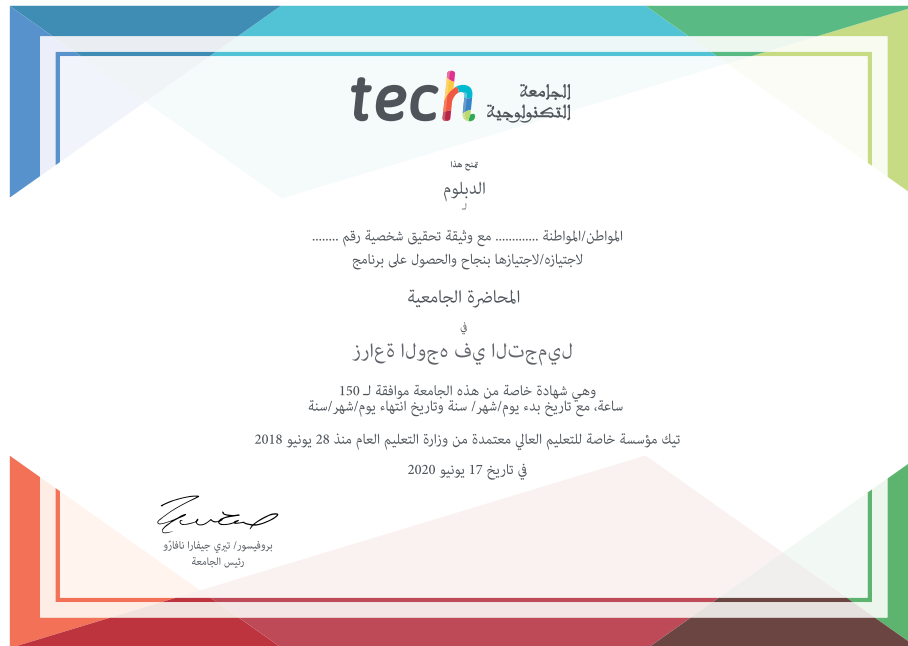 tech الجامعة
التكنولوجية
تمنح هذا
الدبلوم
لـ
المواطن/المواطنة ............. مع وثيقة تحقيق شخصية رقم ........
لاجتيازه/لاجتيازها بنجاح والحصول على برنامج
المحاضرة الجامعية
في
ليمجتلا يف هجولا ةعارز
وهي شهادة خاصة من هذه الجامعة موافقة لـ 150
ساعة، مع تاريخ بدء يوم/شهر/ سنة وتاريخ انتهاء يوم/شهر/سنة
تيك مؤسسة خاصة للتعليم العالي معتمدة من وزارة التعليم العام منذ 28 يونيو 2018
في تاريخ 17 يونيو 2020
بروفيسور/ تيري جيفارا نافارّو
رئيس الجامعة